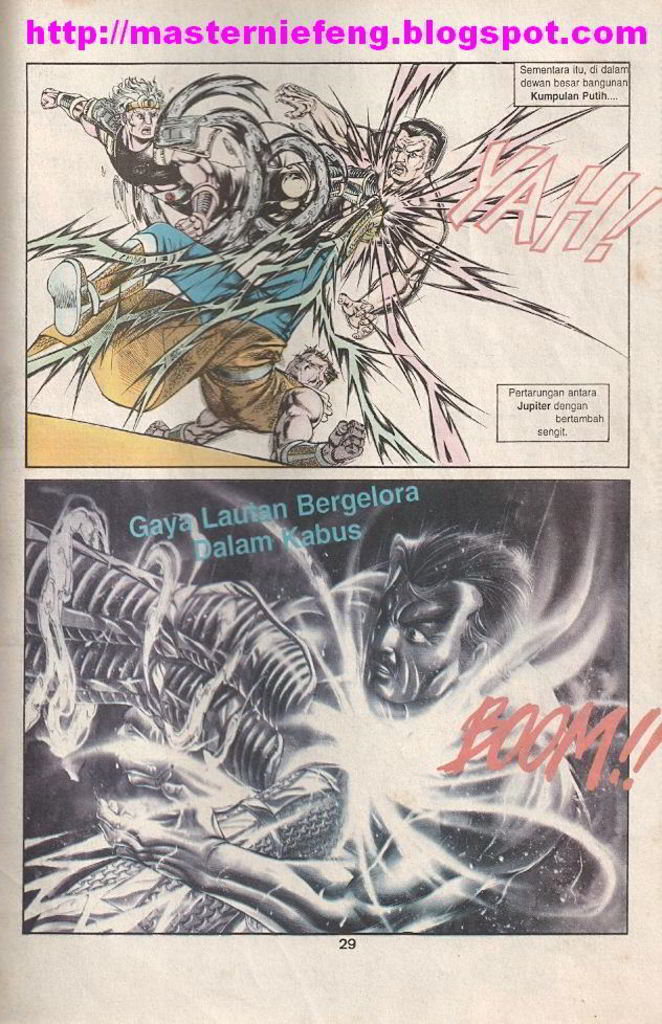 http://masterniefeng.blogspot.com
Sementara itu, di dalam
dewan besar bangunan
Kumpulan Putih....
YAH!
Pertarungan antara
Jupiter dengan
bertambah
sengit.
Gaya Lautan Bergelora
Dalam Kabus
BOOM!!
29